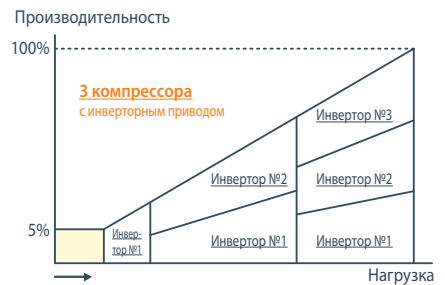 Производительность
100%
3 компрессора
с инверторным приводом
Инвертор №3
Инвертор №2
Инвертор №2
5%
Инвер-
тор №1
Инвертор №1
Инвертор №1
Нагрузка